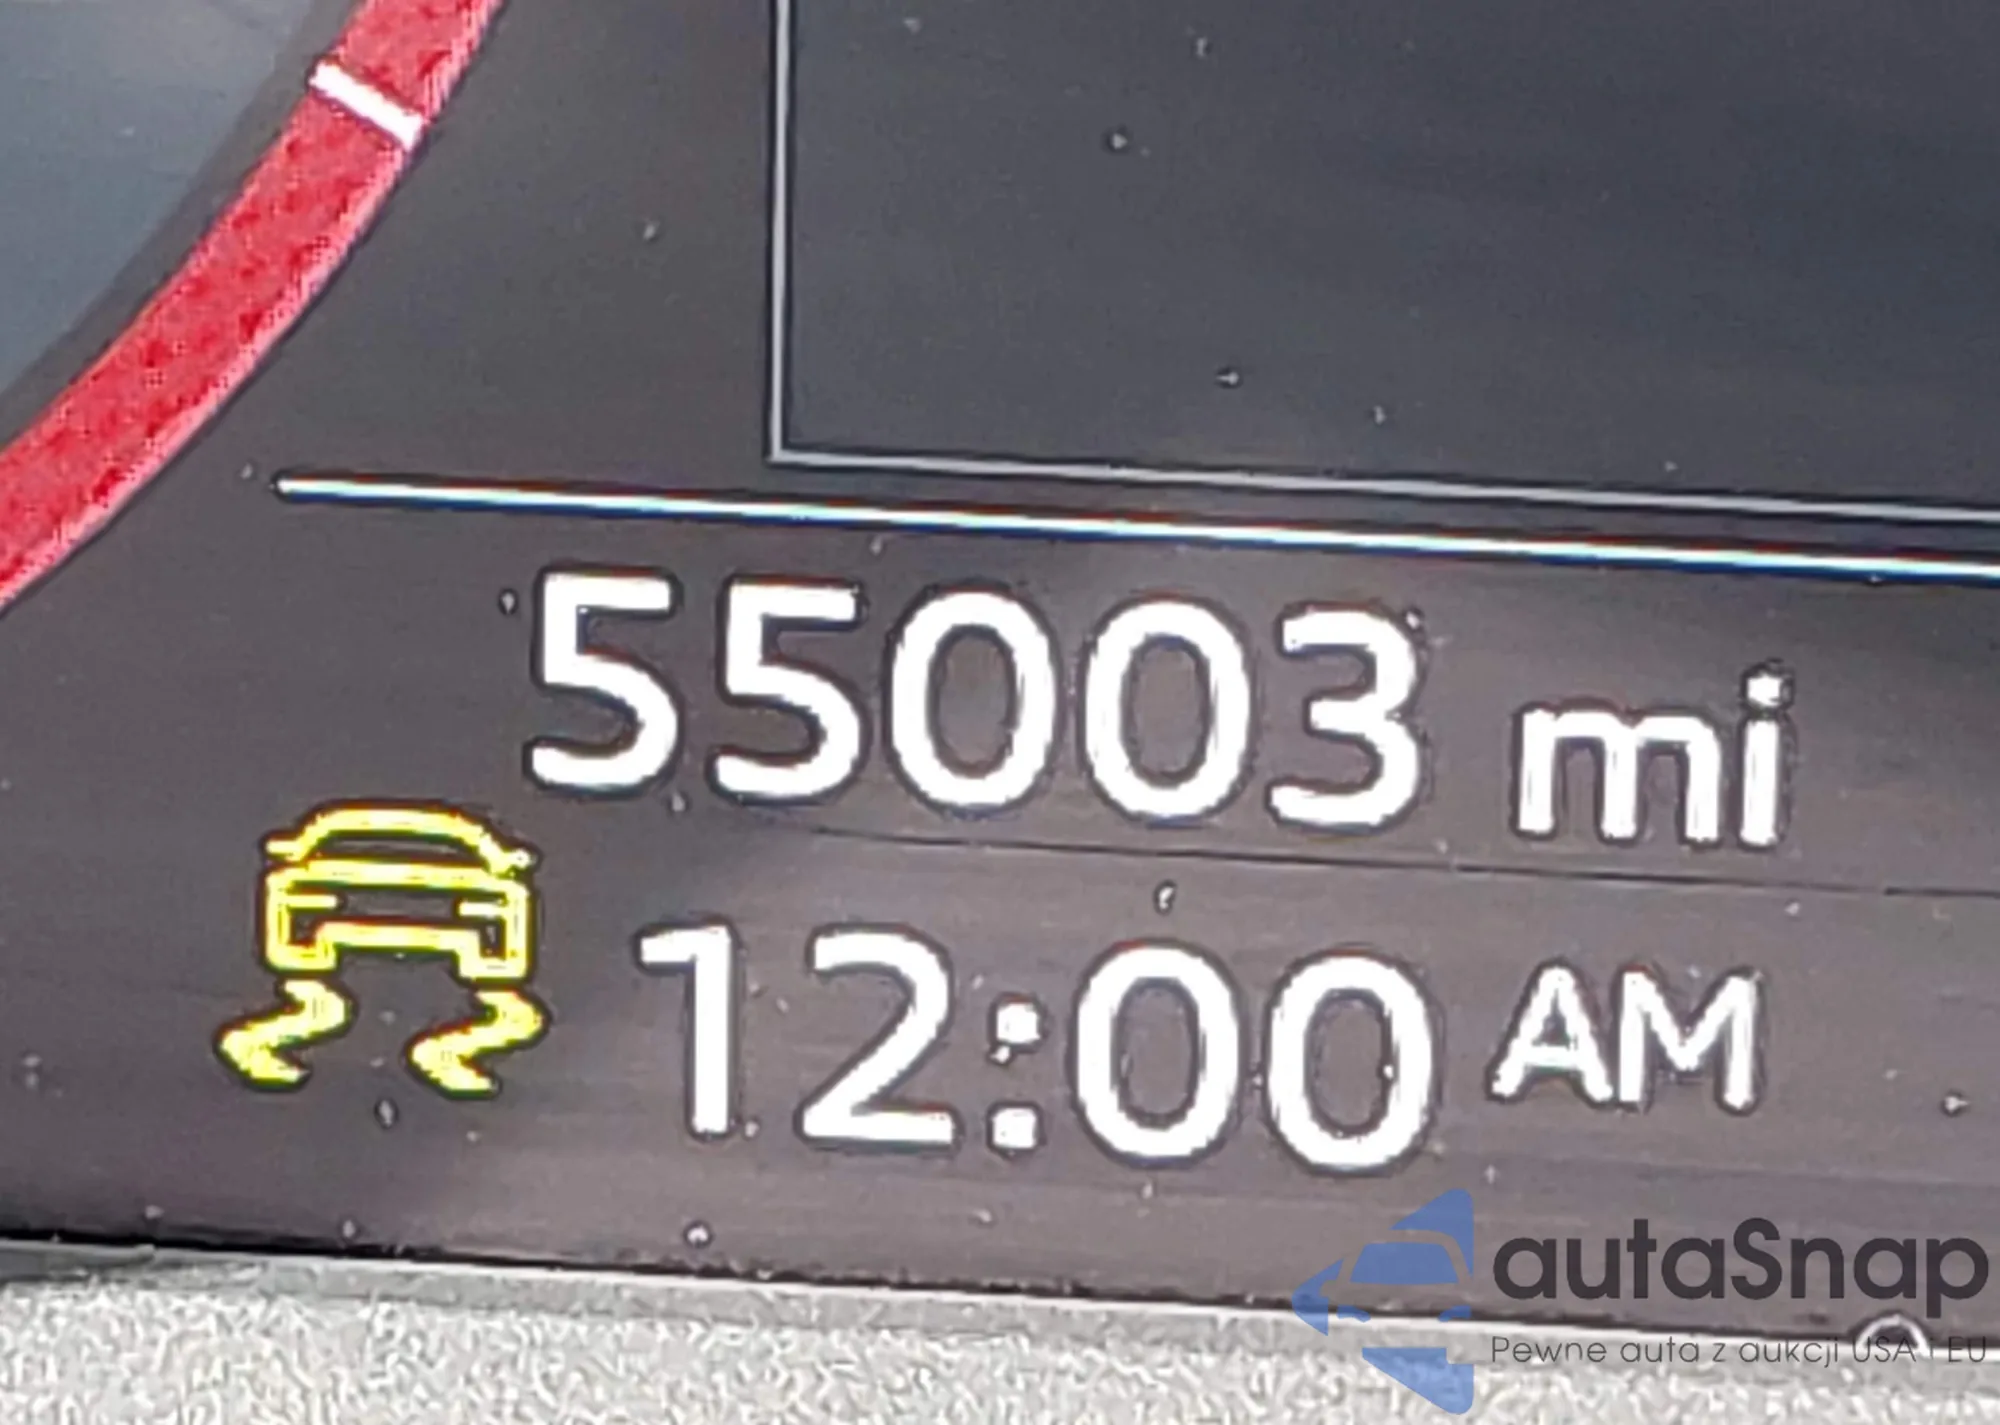 55003 mi
12:00 AM
autaSnap
Pewne auta z aukcji USA i EU